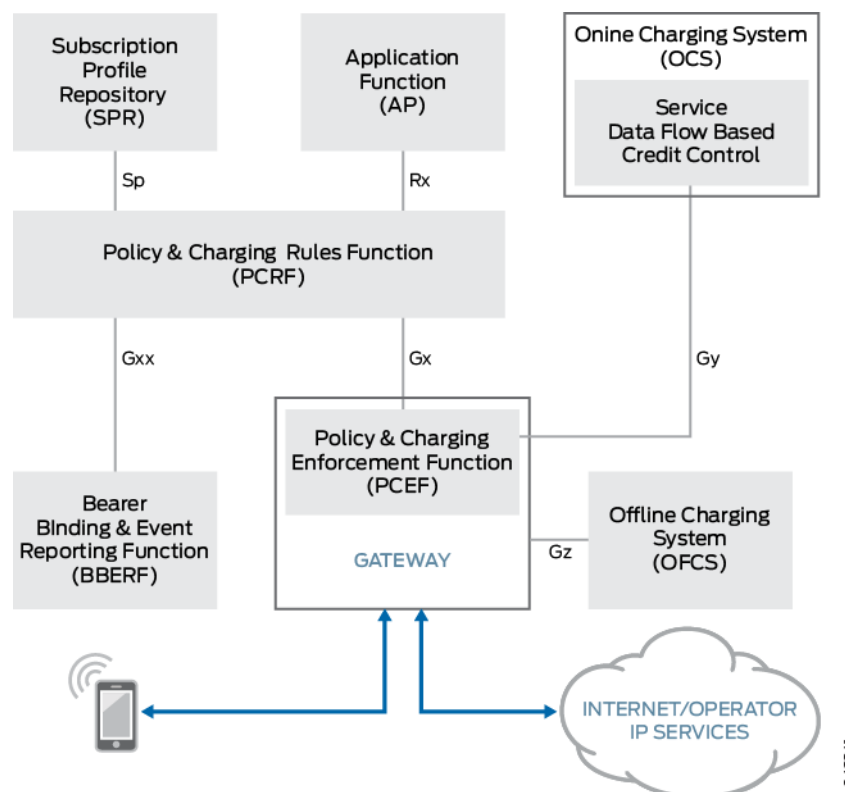 Subscription
Profile
Repository
(SPR)
Application
Function
(AP)
Onine Charging System
(OCS)
Service
Data Flow Based
Credit Control
Sp
Rx
Policy & Charging Rules Function
(PCRF)
Gxx
Gx
Gy
Policy & Charging
Enforcement Function
(PCEF)
GATEWAY
Bearer
BInding & Event
Reporting Function
(BBERF)
Gz
Offline Charging
System
(OFCS)
INTERNET/OPERATOR
IP SERVICES